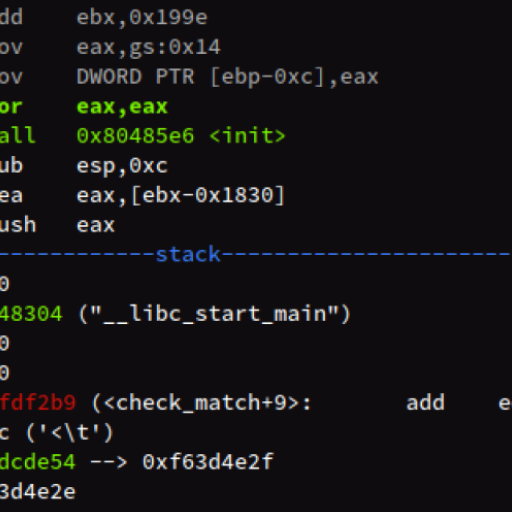 dd    ebx,0x199e
ov    eax,gs:0x14
ov    DWORD PTR [ebp-0xc],eax
or    eax,eax
all   0x80485e6 <init>
ub    esp,0xc
ea    eax,[ebx-0x1830]
ush   eax
------------stack----------------------
0
48304 ("__libc_start_main")
0
0
fdf2b9 (<check_match+9>:       add    e
c ('<\t')
dcde54 --> 0xf63d4e2f
3d4e2e